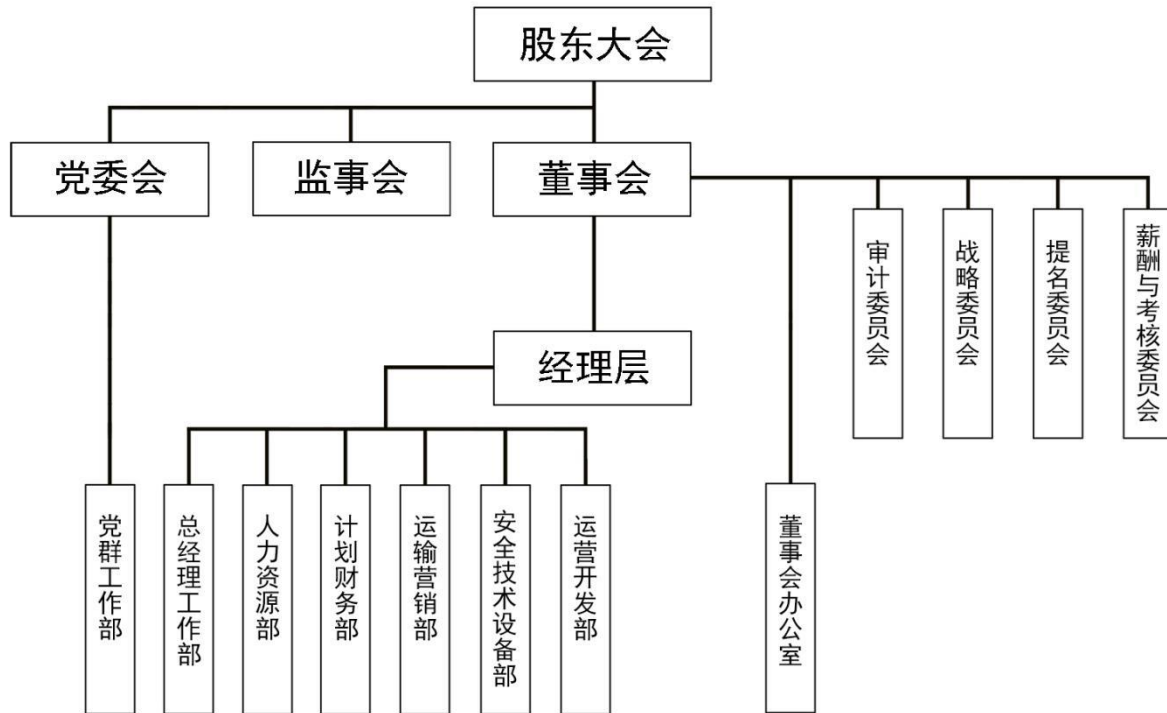 股东大会
党委会
监事会
董事会
审计委员会
战略委员会
提名委员会
薪酬与考核委员会
经理层
党群工作部
总经理工作部
人力资源部
计划财务部
运输营销部
安全技术设备部
运营开发部
董事会办公室